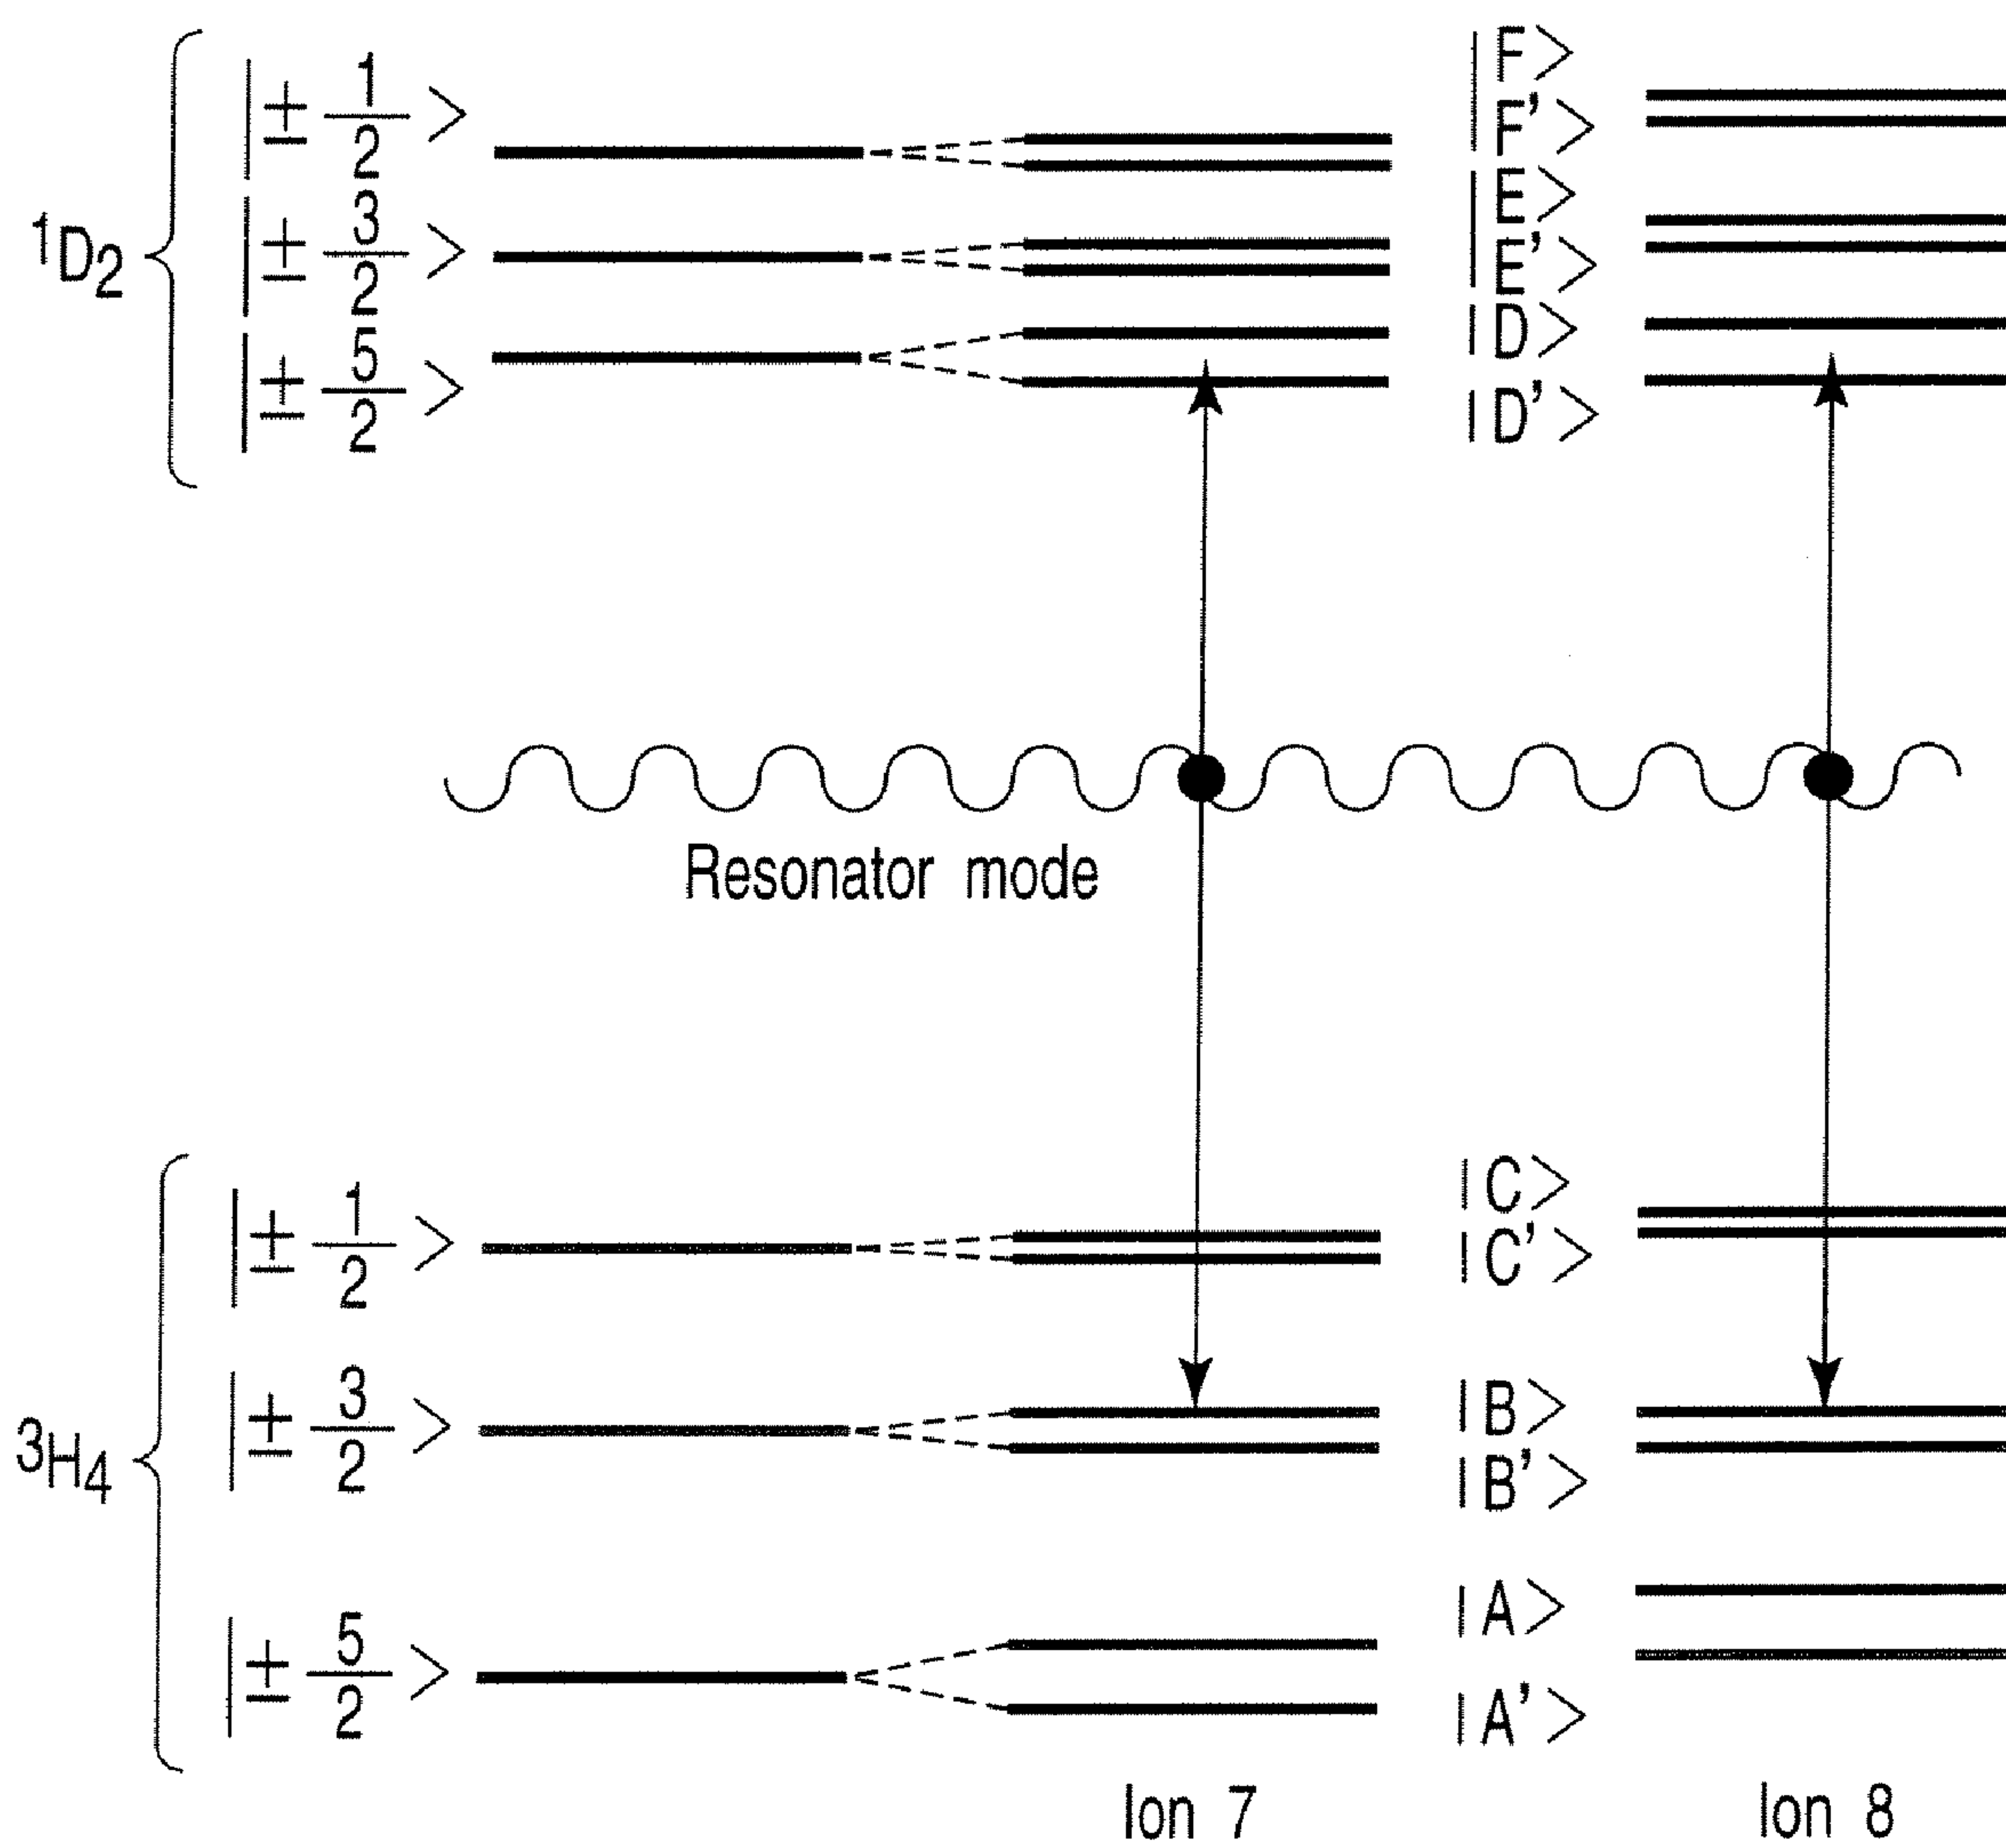 ¹D₂
|±1/2>
|±3/2>
|±5/2>
|F>
|F’>
|E>
|E’>
|D>
|D’>
Resonator mode
³H₄
|±1/2>
|±3/2>
|±5/2>
|C>
|C’>
|B>
|B’>
|A>
|A’>
Ion 7
Ion 8